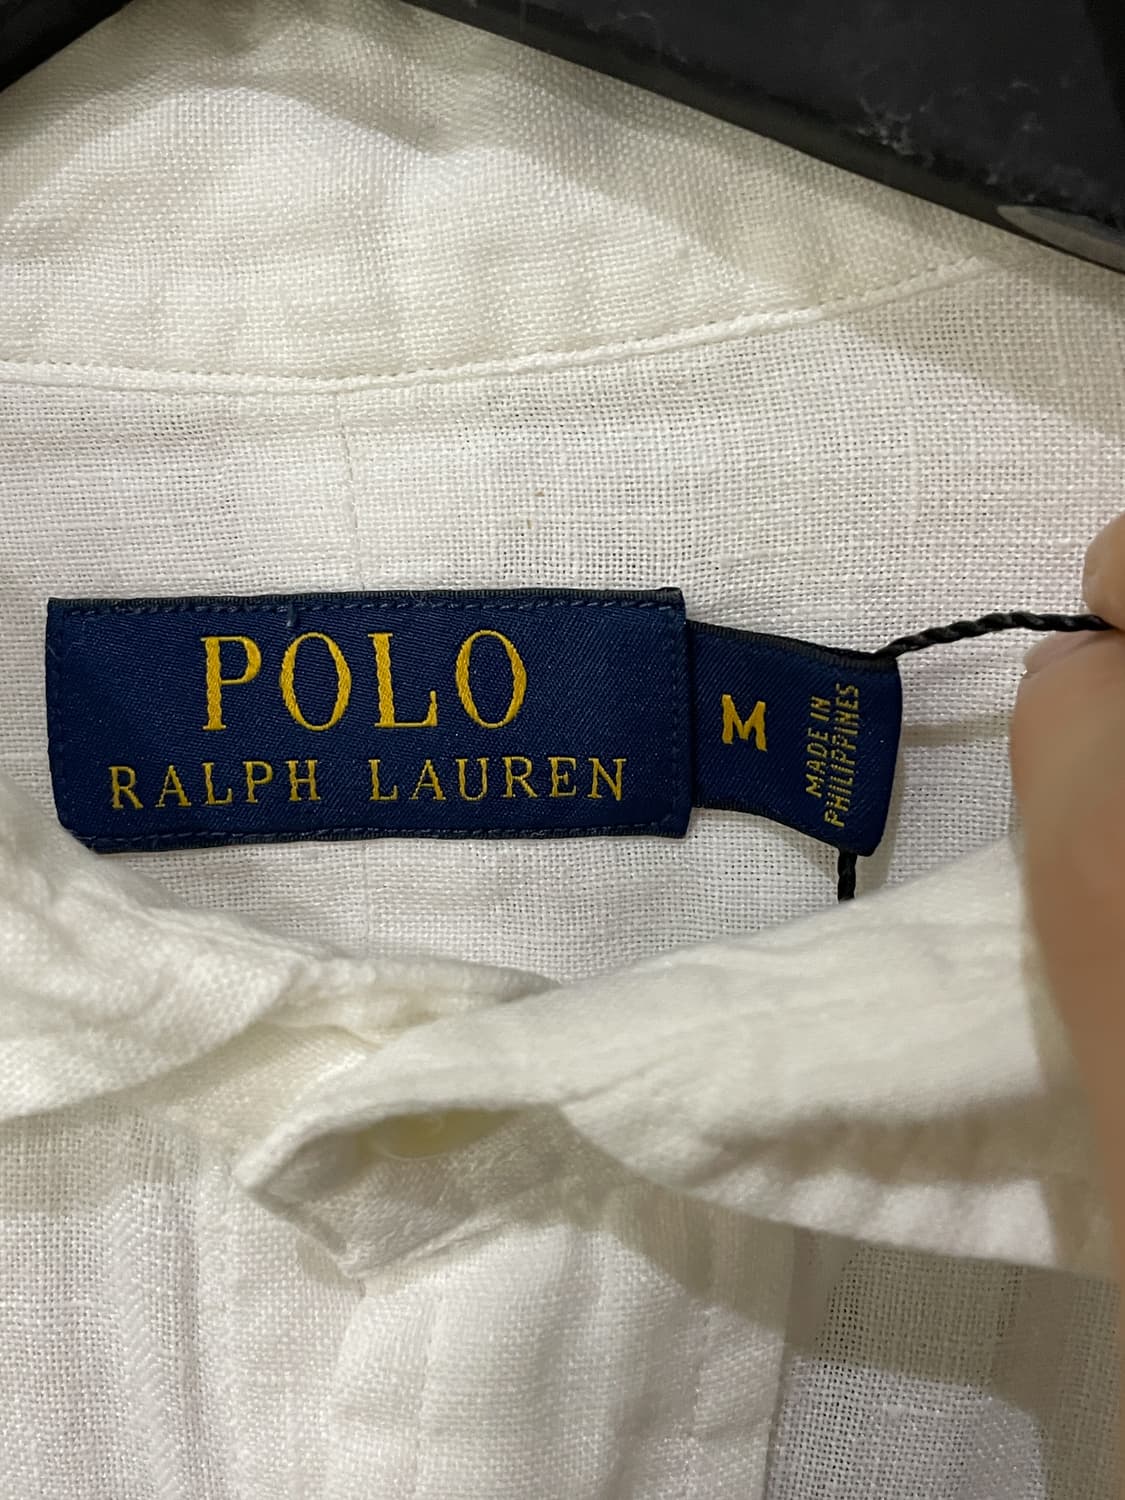 POLO
RALPH LAUREN
M
MADE IN
PHILIPPINES